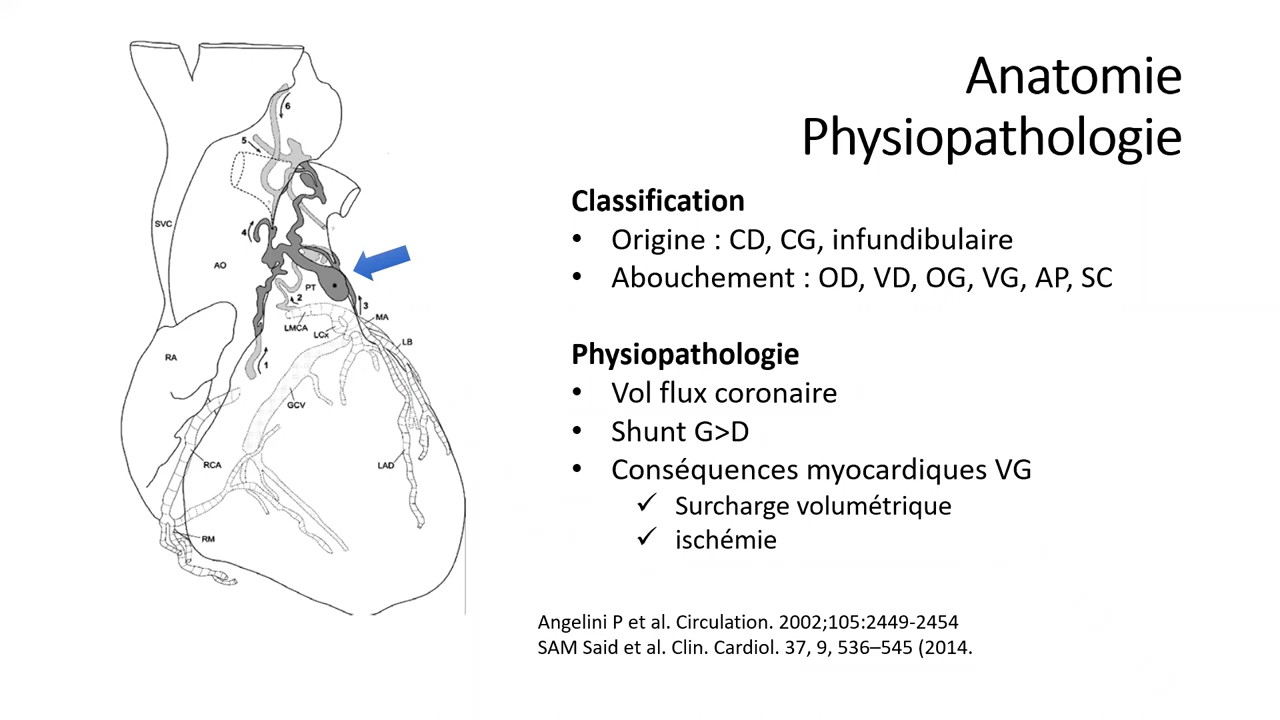 Anatomie
Physiopathologie
Classification
• Origine : CD, CG, infundibulaire
• Abouchement : OD, VD, OG, VG, AP, SC
Physiopathologie
• Vol flux coronaire
• Shunt G>D
• Conséquences myocardiques VG
✓ Surcharge volumétrique
✓ ischémie
Angelini P et al. Circulation. 2002;105:2449-2454
SAM Said et al. Clin. Cardiol. 37, 9, 536–545 (2014.
6
5
SVC
4
AO
PT
2
3
MA
LMCA
LCx
LB
RA
1
GCV
RCA
LAD
RM